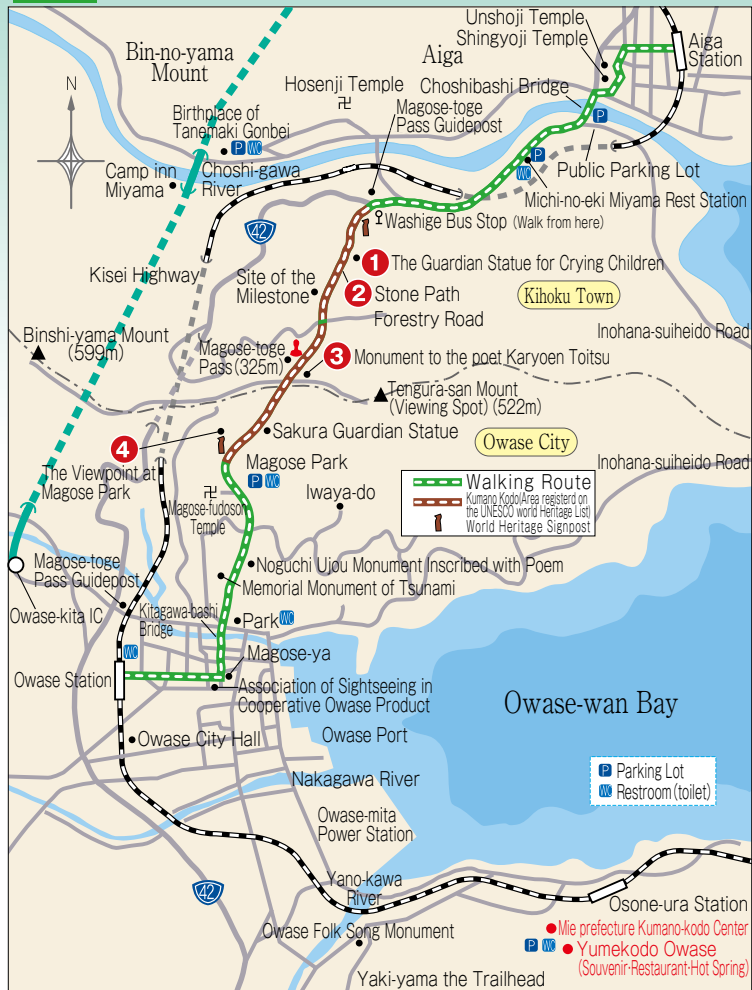 Unshoji Temple
Shingyoji Temple
Bin-no-yama
Mount
Aiga
Aiga
Station
Choshibashi Bridge
Hosenji Temple
卍
N
Magose-toge
Pass Guidepost
Birthplace of
Tanemaki Gonbei
P WC
P
P
WC
Public Parking Lot
Camp inn
Miyama
Choshi-gawa
River
Michi-no-eki Miyama Rest Station
42
Washige Bus Stop (Walk from here)
1 The Guardian Statue for Crying Children
Kisei Highway
Site of the
Milestone
2 Stone Path
Kihoku Town
Forestry Road
Inohana-suiheido Road
Binshi-yama Mount
(599m)
Magose-toge
Pass (325m)
3 Monument to the poet Karyoen Toitsu
Tengura-san Mount
(Viewing Spot) (522m)
4
Sakura Guardian Statue
Owase City
The Viewpoint at
Magose Park
Magose Park
P WC
Inohana-suiheido Road
Walking Route
Kumano Kodo(Area registerd on
the UNESCO world Heritage List)
World Heritage Signpost
卍
Magose-fudoson
Temple
Iwaya-do
Noguchi Ujou Monument Inscribed with Poem
Magose-toge
Pass Guidepost
Memorial Monument of Tsunami
Owase-kita IC
Kitagawa-bashi
Bridge
Park WC
WC
Magose-ya
Owase Station
Association of Sightseeing in
Cooperative Owase Product
Owase-wan Bay
Owase City Hall
Owase Port
P Parking Lot
WC Restroom (toilet)
Nakagawa River
Owase-mita
Power Station
Yano-kawa
River
42
Osone-ura Station
Owase Folk Song Monument
Mie prefecture Kumano-kodo Center
P WC Yumekodo Owase
(Souvenir·Restaurant·Hot Spring)
Yaki-yama the Trailhead